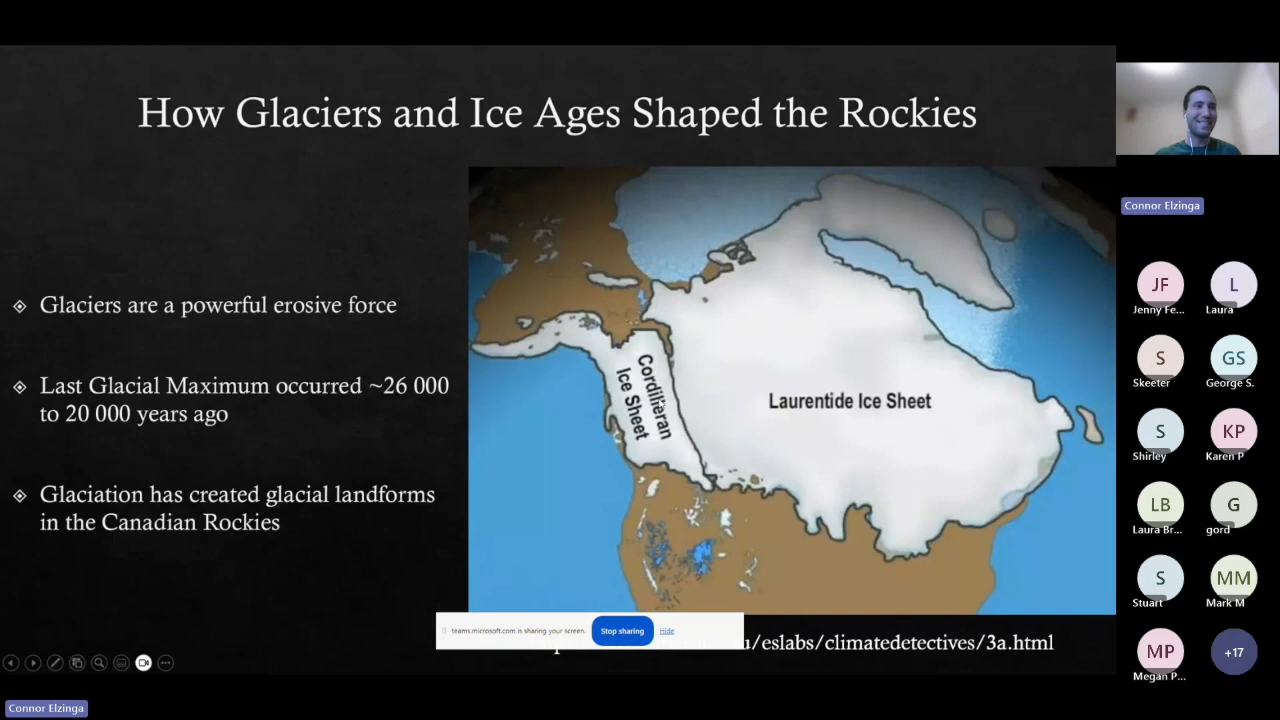 How Glaciers and Ice Ages Shaped the Rockies
Glaciers are a powerful erosive force
Last Glacial Maximum occurred ~26 000
to 20 000 years ago
Glaciation has created glacial landforms
in the Canadian Rockies
Cordilleran
Ice Sheet
Laurentide Ice Sheet
teams.microsoft.com is sharing your screen.
Stop sharing
Hide
u/eslabs/climatedetectives/3a.html
Connor Elzinga
JF
Jenny Fe...
L
Laura
S
Skeeter
GS
George S.
S
Shirley
KP
Karen P
LB
Laura Br...
G
gord
S
Stuart
MM
Mark M
MP
Megan P...
+17
Connor Elzinga